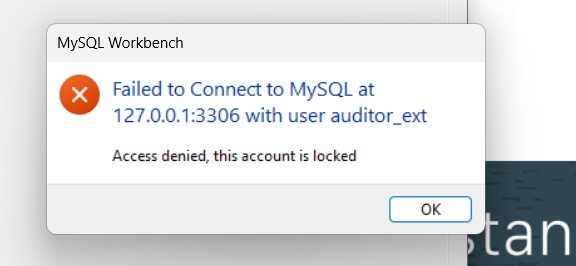 MySQL Workbench
Failed to Connect to MySQL at
127.0.0.1:3306 with user auditor_ext
Access denied, this account is locked
OK